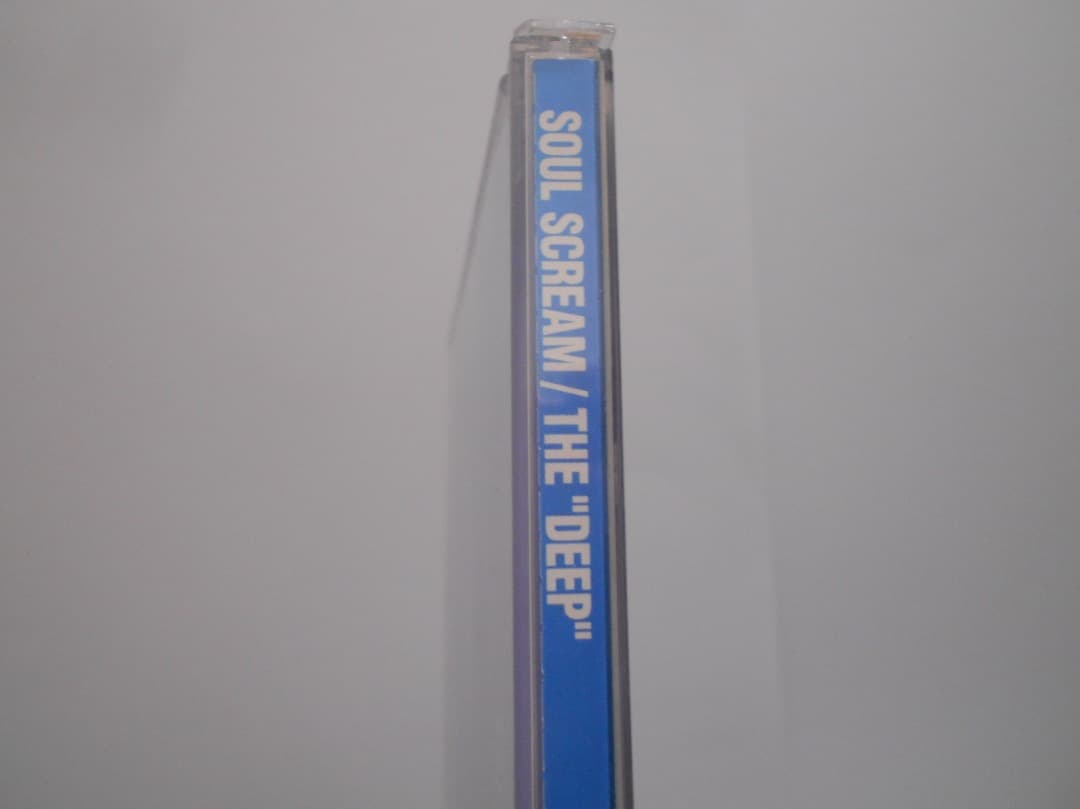 SOUL SCREAM / THE "DEEP"